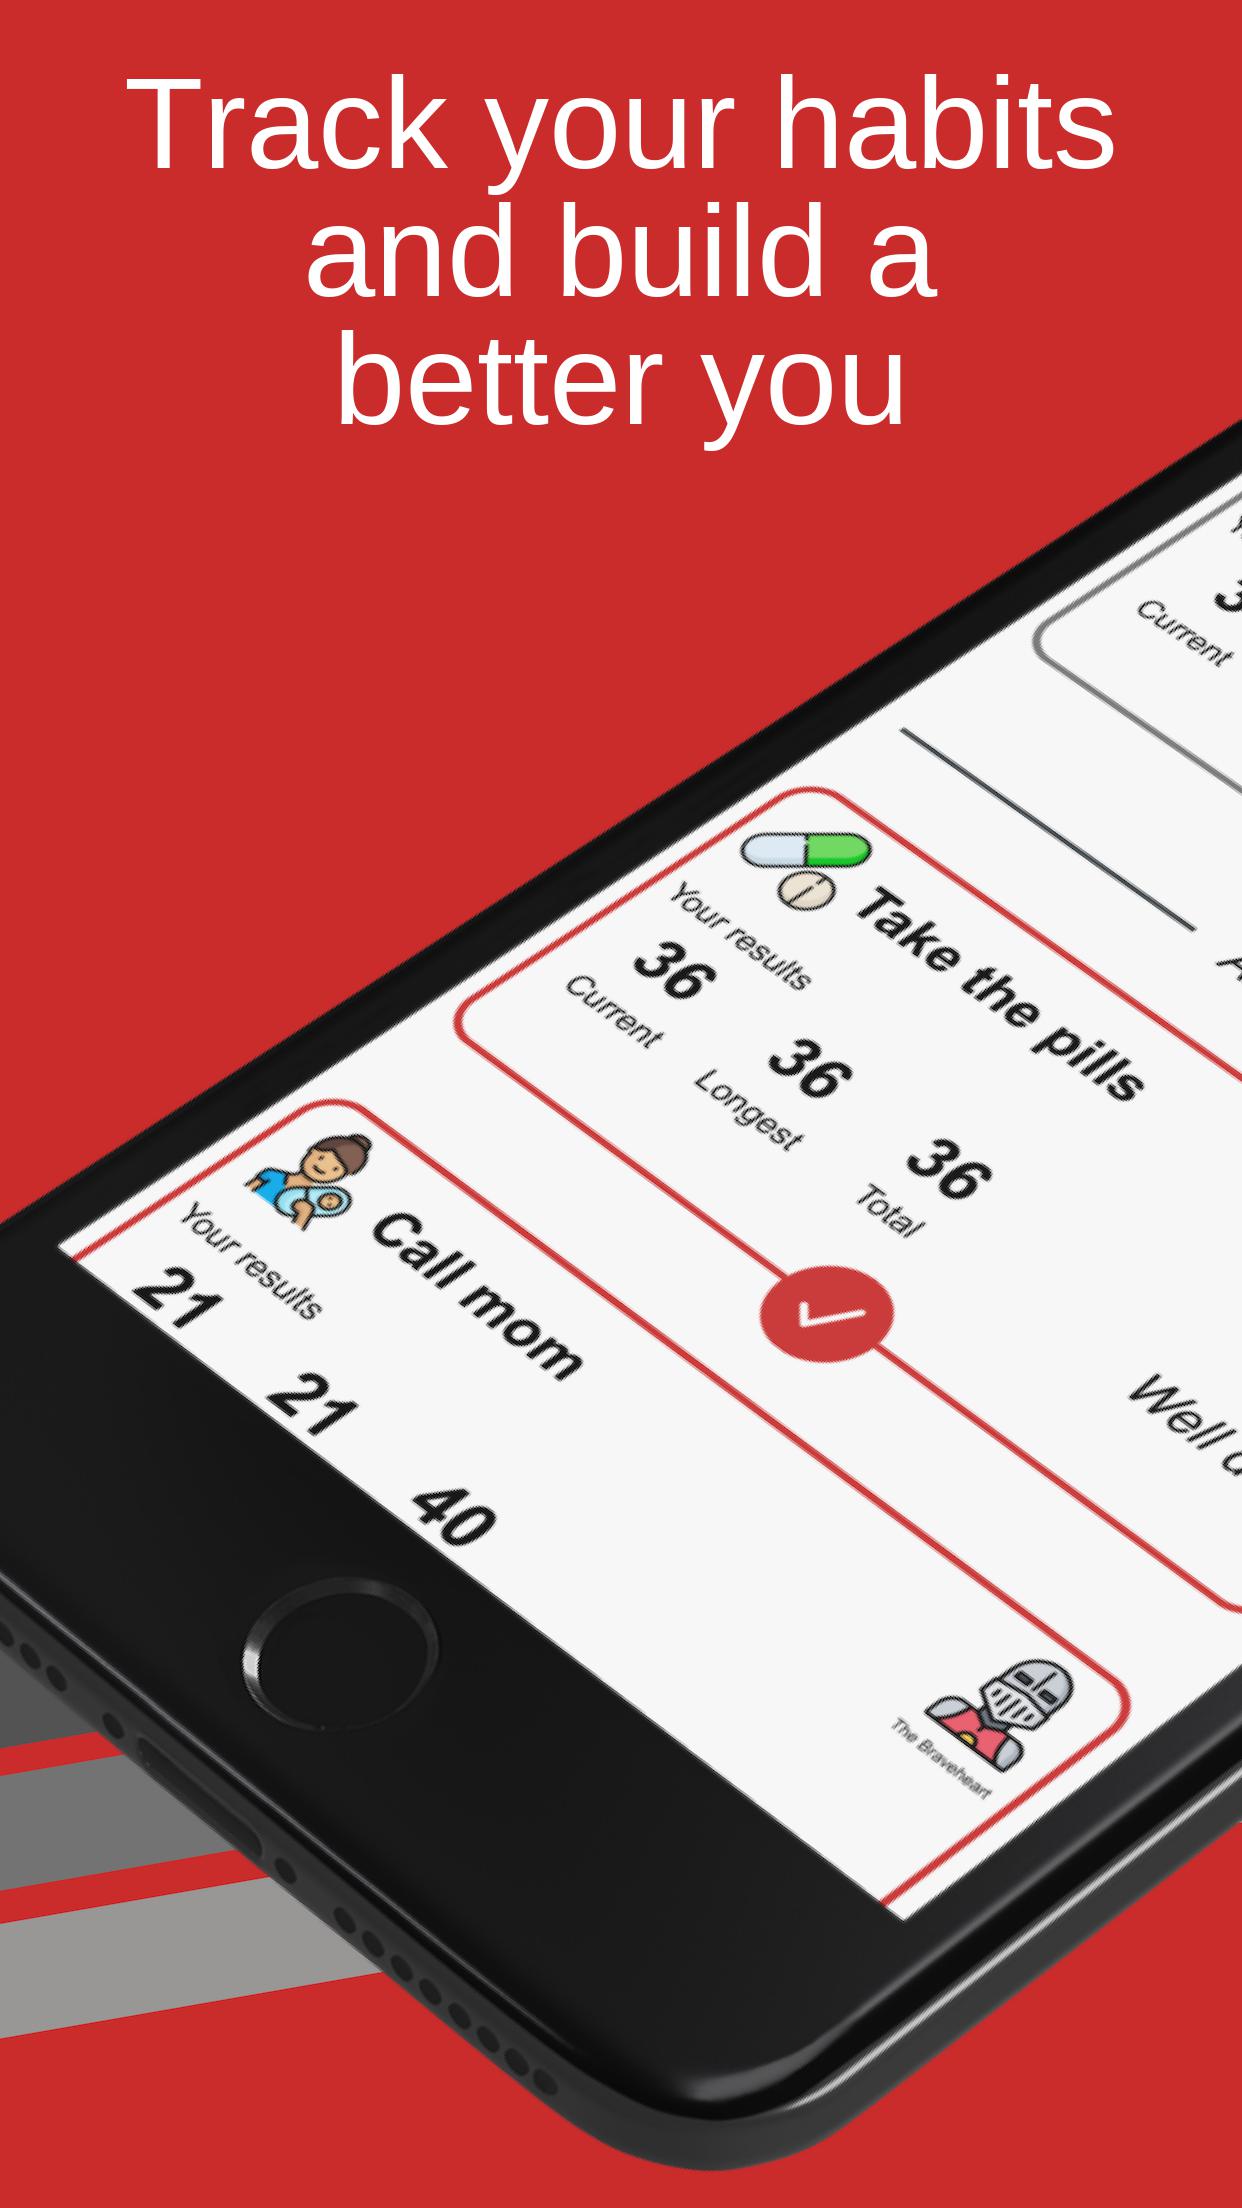 Track your habits
and build a
better you
Current
Take the pills
Your results
36 36 36
Current Longest Total
Well
Call mom
Your results
21 21 40
The Braveheart